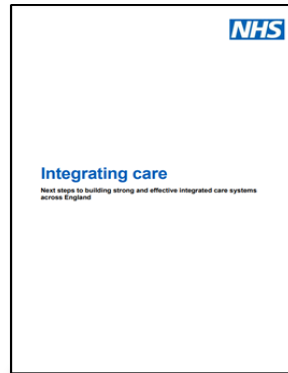 NHS
Integrating care
Next steps to building strong and effective integrated care systems
across England